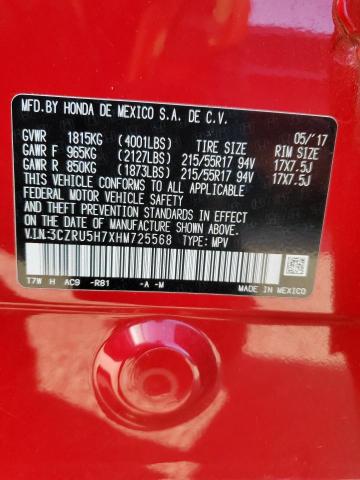 MFD.BY HONDA DE MEXICO S.A. DE C.V.
05/'17
GVWR 1815KG (4001LBS) TIRE SIZE RIM SIZE
GAWR F 965KG (2127LBS) 215/55R17 94V 17X7.5J
GAWR R 850KG (1873LBS) 215/55R17 94V 17X7.5J
THIS VEHICLE CONFORMS TO ALL APPLICABLE
FEDERAL MOTOR VEHICLE SAFETY, BUMPER, AND
THEFT PREVENTION STANDARDS IN EFFECT ON THE
DATE OF MANUFACTURE SHOWN ABOVE.
V.I.N:3CZRU5H7XHM725568 TYPE: MPV
T7W H AC9 -R81 -A -M
MADE IN MEXICO